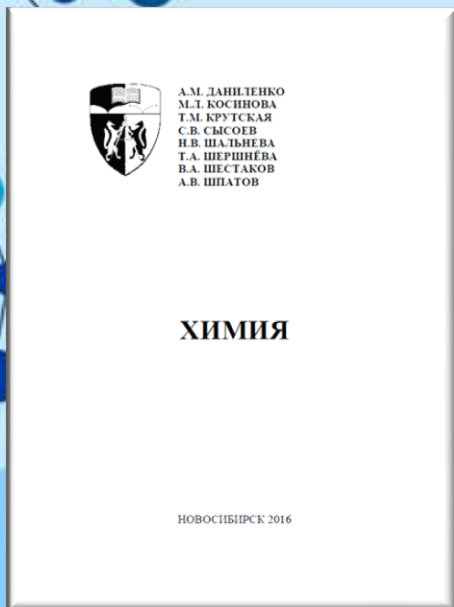 А.М. ДАНИЛЕНКО
М.Л. КОСИНОВА
Т.М. КРУТСКАЯ
С.В. СЫСОЕВ
Н.В. ШАЛЬНЕВА
Т.А. ШЕРШНЁВА
В.А. ШЕСТАКОВ
А.В. ШПАТОВ
ХИМИЯ
НОВОСИБИРСК 2016